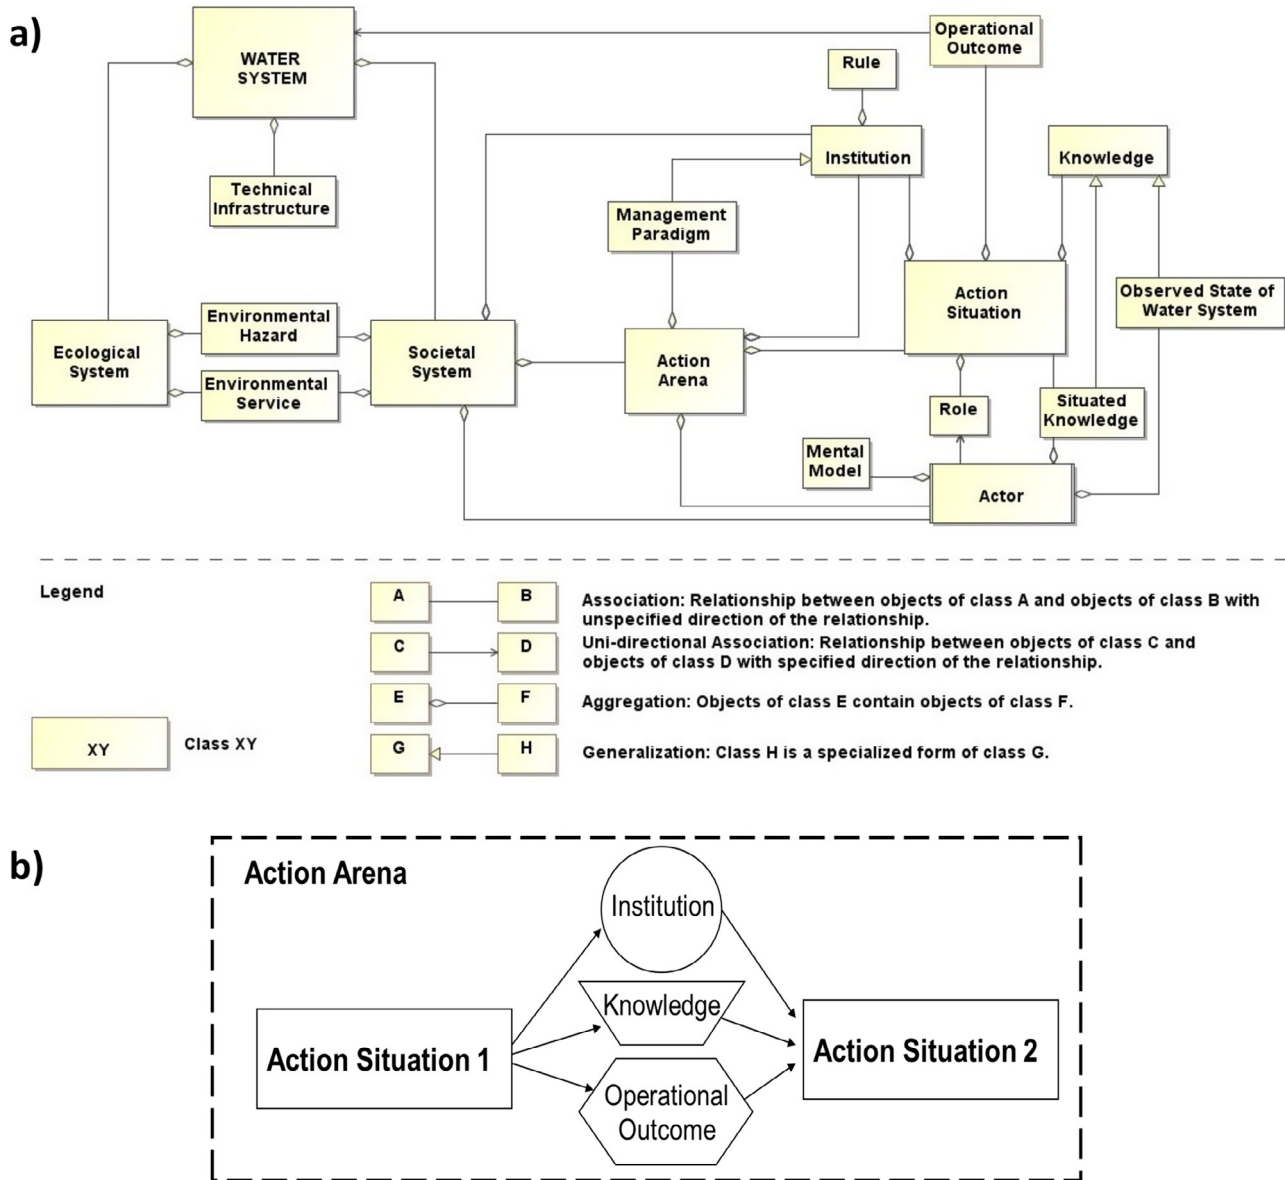 a)
WATER
SYSTEM
Operational
Outcome
Rule
Institution
Knowledge
Technical
Infrastructure
Management
Paradigm
Action
Situation
Observed State of
Water System
Environmental
Hazard
Ecological
System
Societal
System
Action
Arena
Environmental
Service
Role
Situated
Knowledge
Mental
Model
Actor
Legend
A
B
Association: Relationship between objects of class A and objects of class B with
unspecified direction of the relationship.
C
D
Uni-directional Association: Relationship between objects of class C and
objects of class D with specified direction of the relationship.
E
F
Aggregation: Objects of class E contain objects of class F.
XY
Class XY
G
H
Generalization: Class H is a specialized form of class G.
b)
Action Arena
Institution
Knowledge
Action Situation 1
Action Situation 2
Operational
Outcome